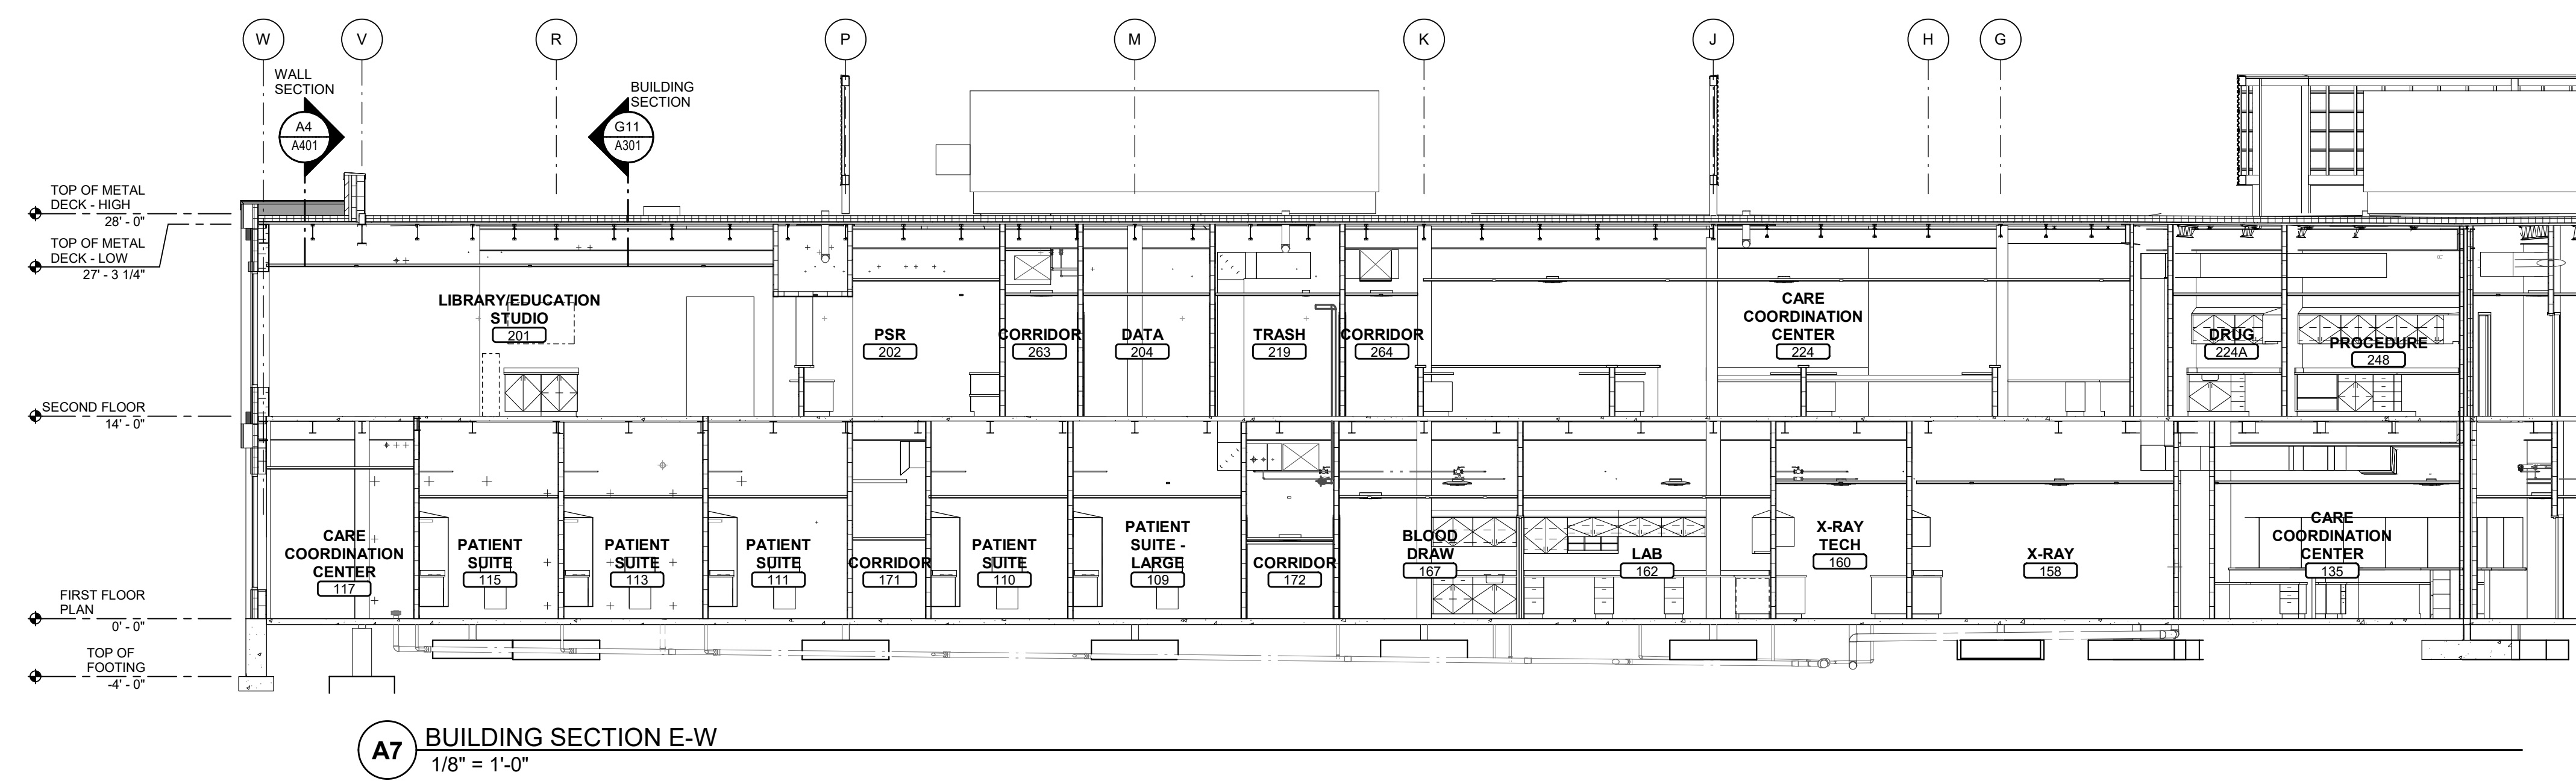 W
V
R
P
M
K
J
H
G
WALL
SECTION
A4
A401
BUILDING
SECTION
G11
A301
TOP OF METAL
DECK - HIGH
28' - 0"
TOP OF METAL
DECK - LOW
27' - 3 1/4"
SECOND FLOOR
14' - 0"
FIRST FLOOR
PLAN
0' - 0"
TOP OF
FOOTING
-4' - 0"
LIBRARY/EDUCATION
STUDIO
201
PSR
202
CORRIDOR
263
DATA
204
TRASH
219
CORRIDOR
264
CARE
COORDINATION
CENTER
224
DRUG
224A
PROCEDURE
248
CARE
COORDINATION
CENTER
117
PATIENT
SUITE
115
PATIENT
SUITE
113
PATIENT
SUITE
111
CORRIDOR
171
PATIENT
SUITE
110
PATIENT
SUITE -
LARGE
109
CORRIDOR
172
BLOOD
DRAW
167
LAB
162
X-RAY
TECH
160
X-RAY
158
CARE
COORDINATION
CENTER
135
A7
BUILDING SECTION E-W
1/8" = 1'-0"